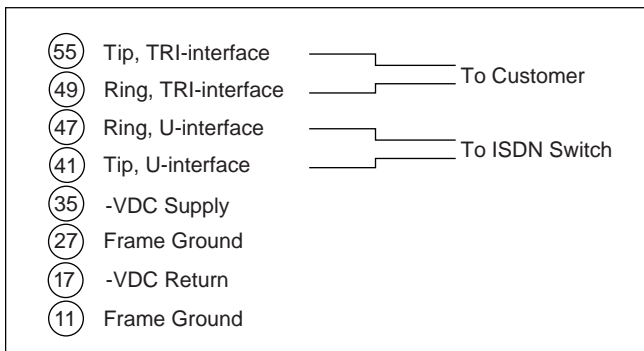 55 Tip, TRI-interface
To Customer
49 Ring, TRI-interface
47 Ring, U-interface
To ISDN Switch
41 Tip, U-interface
35 -VDC Supply
27 Frame Ground
17 -VDC Return
11 Frame Ground